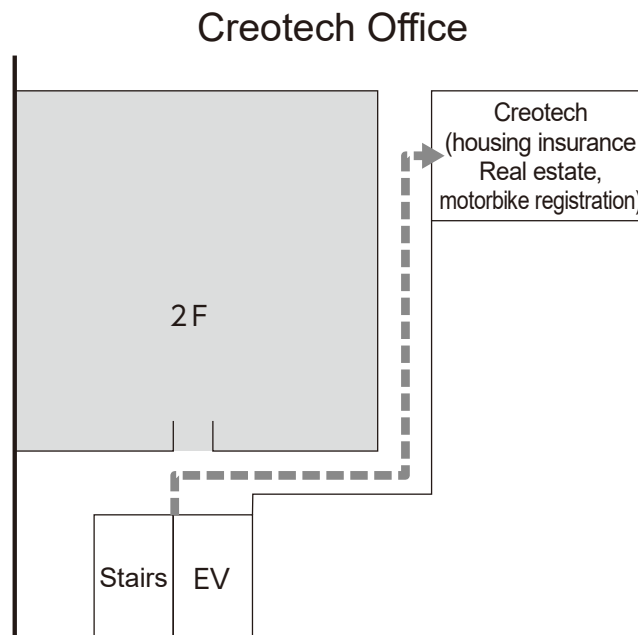 Creotech Office
Creotech
(housing insurance
Real estate,
motorbike registration)
2F
Stairs
EV